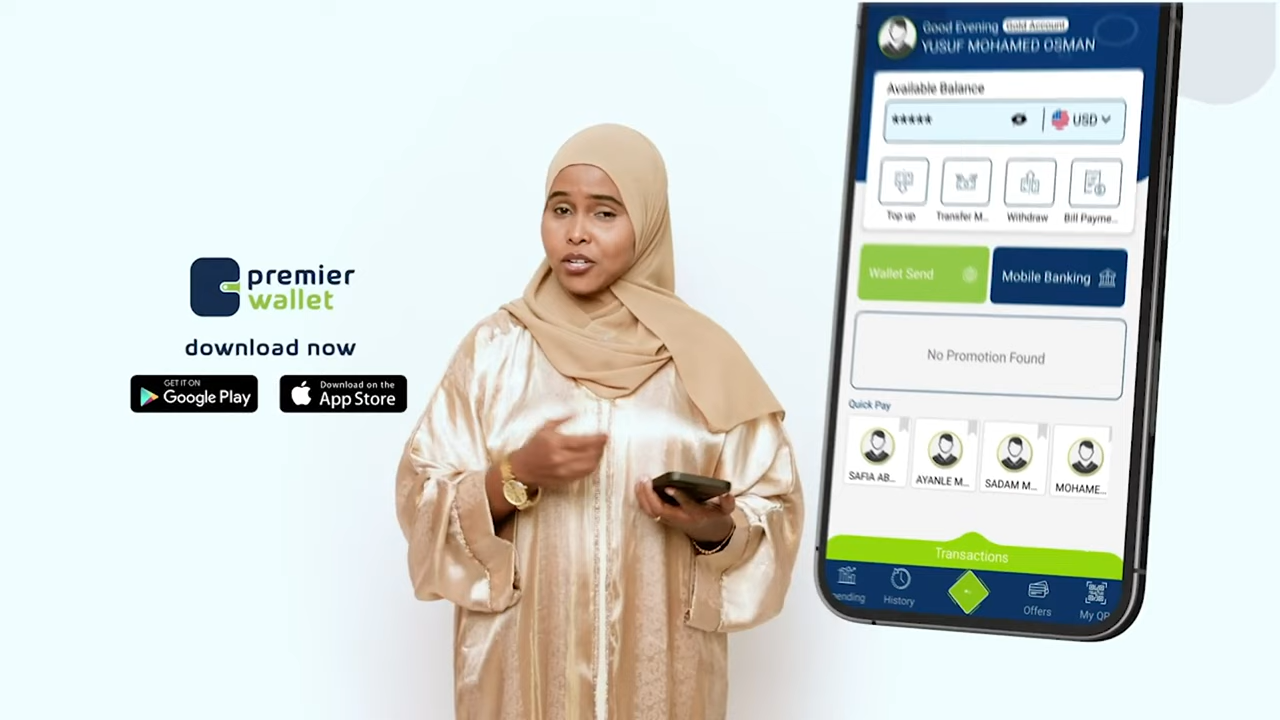 premier
wallet
download now
GET IT ON
Google Play
Download on the
App Store
Good Evening Gold Account
YUSUF MOHAMED OSMAN
Available Balance
***** USD
Top up Transfer M... Withdraw Bill Payme...
Wallet Send Mobile Banking
No Promotion Found
Quick Pay
SAFIA AB... AYANLE M... SADAM M... MOHAME...
Transactions
History Offers My QR